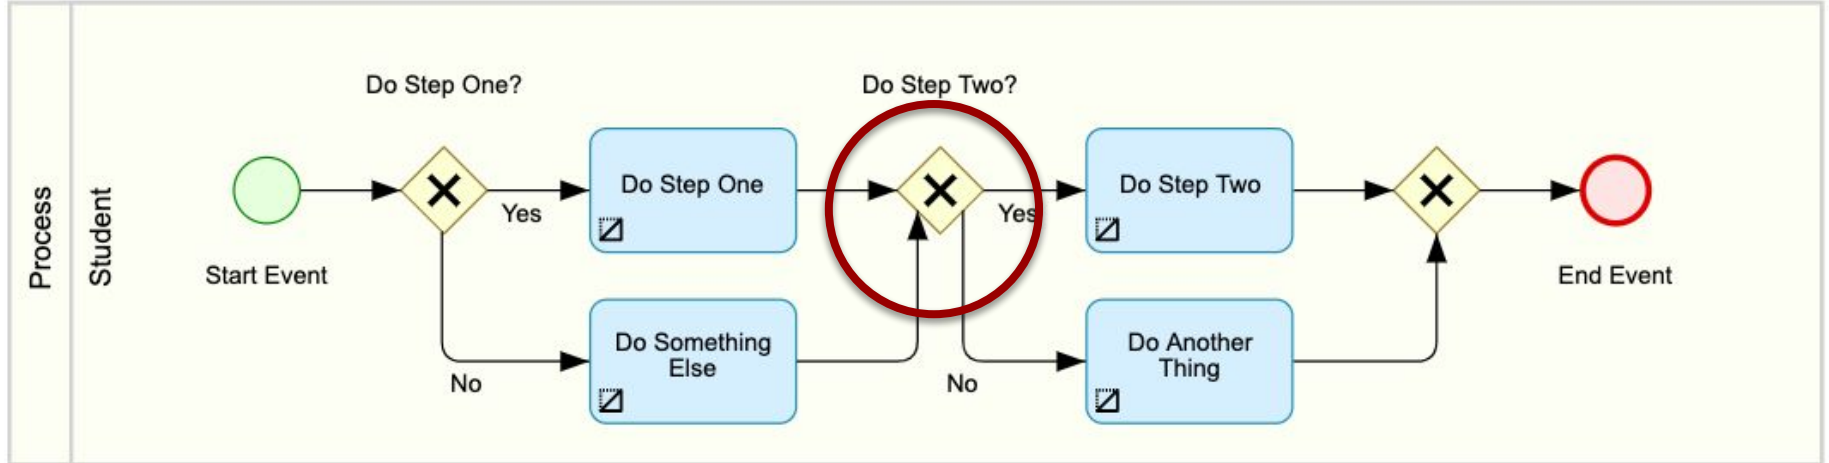 Process
Student
Do Step One?
Do Step Two?
Start Event
Yes
No
Do Step One
Do Something
Else
Yes
No
Do Step Two
Do Another
Thing
End Event